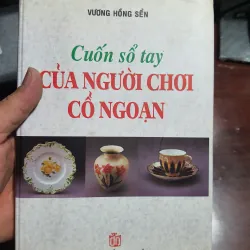 VƯƠNG HỒNG SỂN
Cuốn sổ tay
CỦA NGƯỜI CHƠI
CỔ NGOẠN